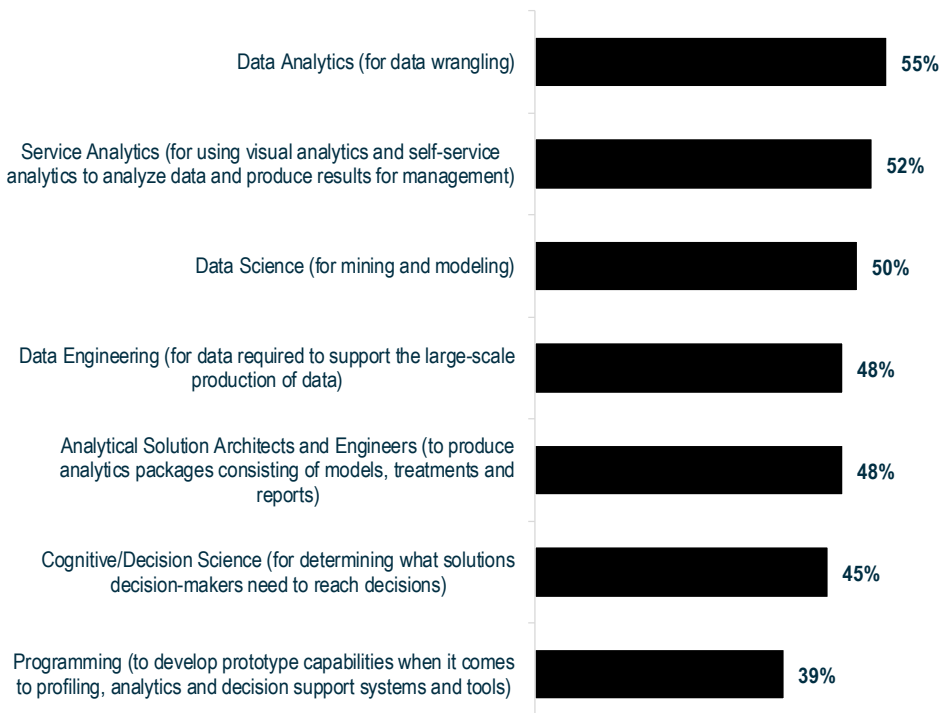 Data Analytics (for data wrangling)
55%
Service Analytics (for using visual analytics and self-service
analytics to analyze data and produce results for management)
52%
Data Science (for mining and modeling)
50%
Data Engineering (for data required to support the large-scale
production of data)
48%
Analytical Solution Architects and Engineers (to produce
analytics packages consisting of models, treatments and
reports)
48%
Cognitive/Decision Science (for determining what solutions
decision-makers need to reach decisions)
45%
Programming (to develop prototype capabilities when it comes
to profiling, analytics and decision support systems and tools)
39%